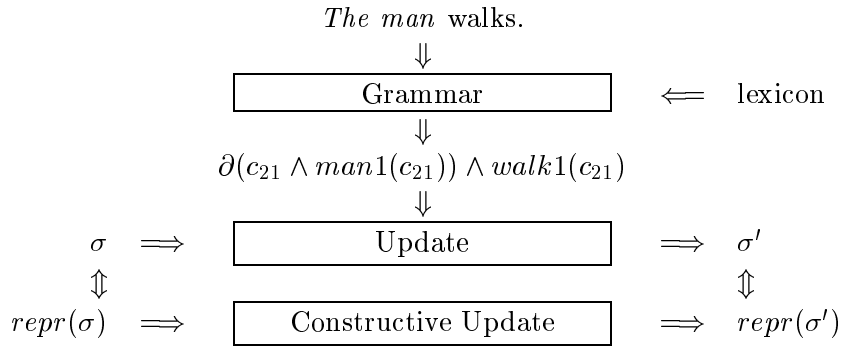 The man walks.
⇓
Grammar ⟸ lexicon
⇓
∂(c₂₁ ∧ man1(c₂₁)) ∧ walk1(c₂₁)
⇓
σ ⟹ Update ⟹ σ′
⇕ ⇕
repr(σ) ⟹ Constructive Update ⟹ repr(σ′)